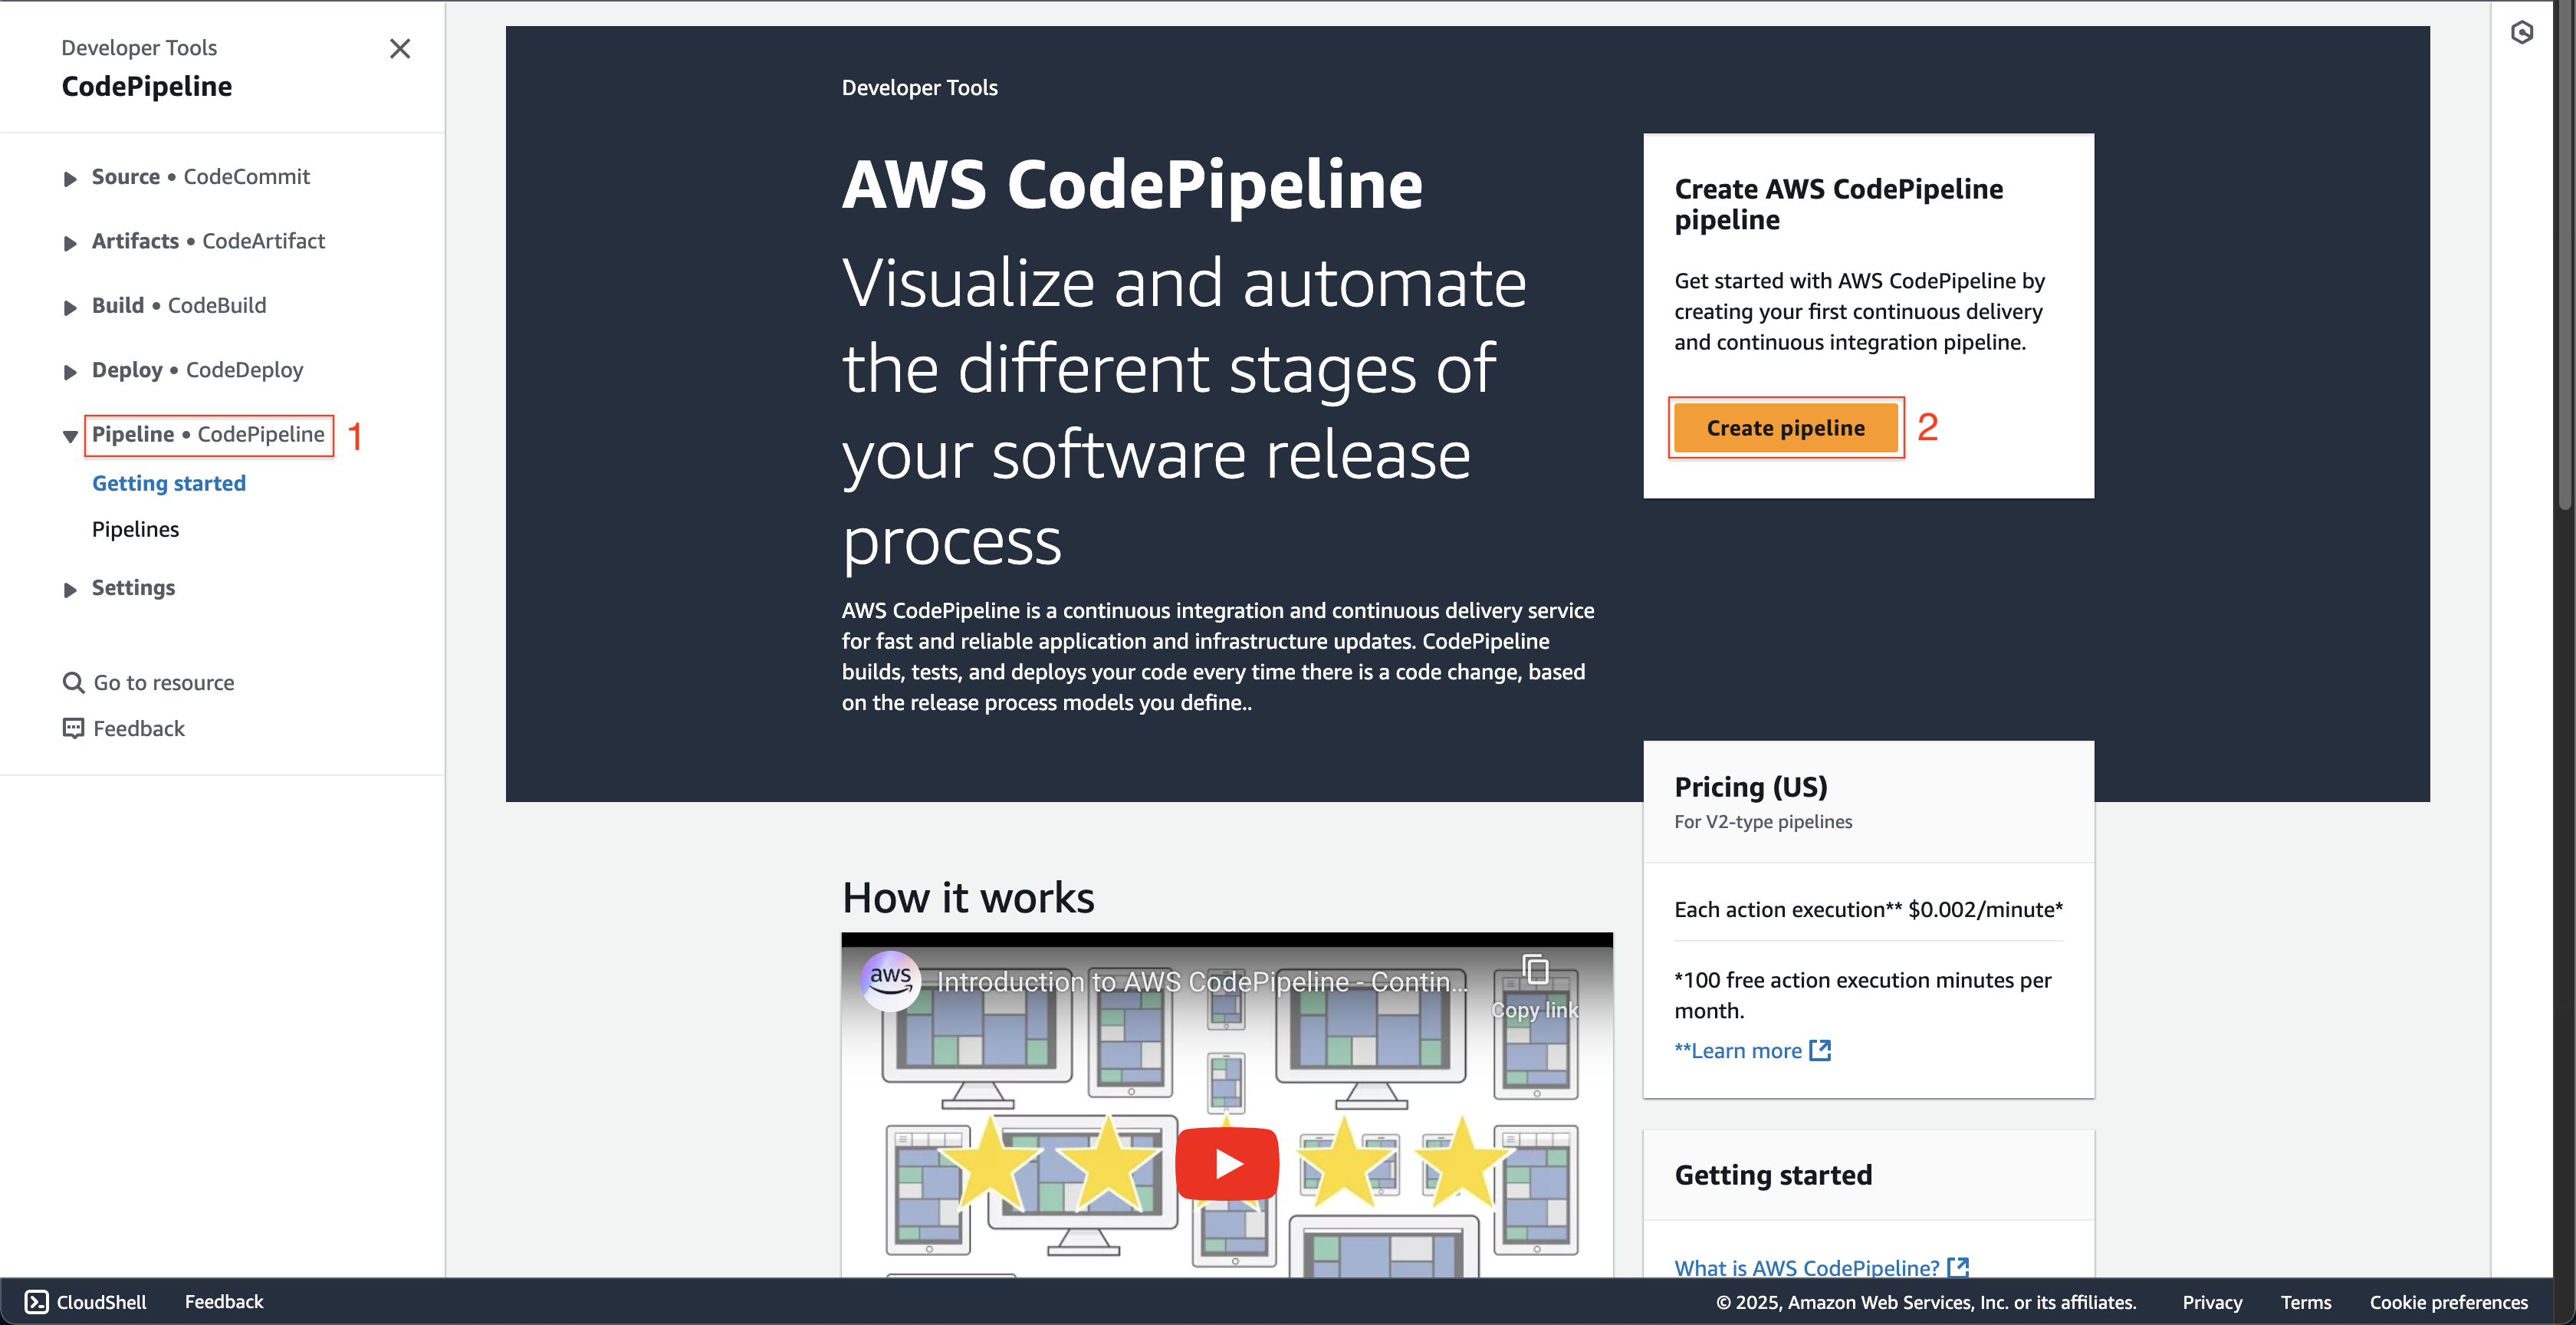 Developer Tools
CodePipeline
Source • CodeCommit
Artifacts • CodeArtifact
Build • CodeBuild
Deploy • CodeDeploy
Pipeline • CodePipeline 1
Getting started
Pipelines
Settings
Go to resource
Feedback
Developer Tools
AWS CodePipeline
Visualize and automate
the different stages of
your software release
process
AWS CodePipeline is a continuous integration and continuous delivery service
for fast and reliable application and infrastructure updates. CodePipeline
builds, tests, and deploys your code every time there is a code change, based
on the release process models you define..
Create AWS CodePipeline
pipeline
Get started with AWS CodePipeline by
creating your first continuous delivery
and continuous integration pipeline.
Create pipeline 2
Pricing (US)
For V2-type pipelines
Each action execution** $0.002/minute*
*100 free action execution minutes per
month.
**Learn more
How it works
aws
Introduction to AWS CodePipeline - Contin...
Copy link
Getting started
What is AWS CodePipeline?
CloudShell Feedback © 2025, Amazon Web Services, Inc. or its affiliates. Privacy Terms Cookie preferences